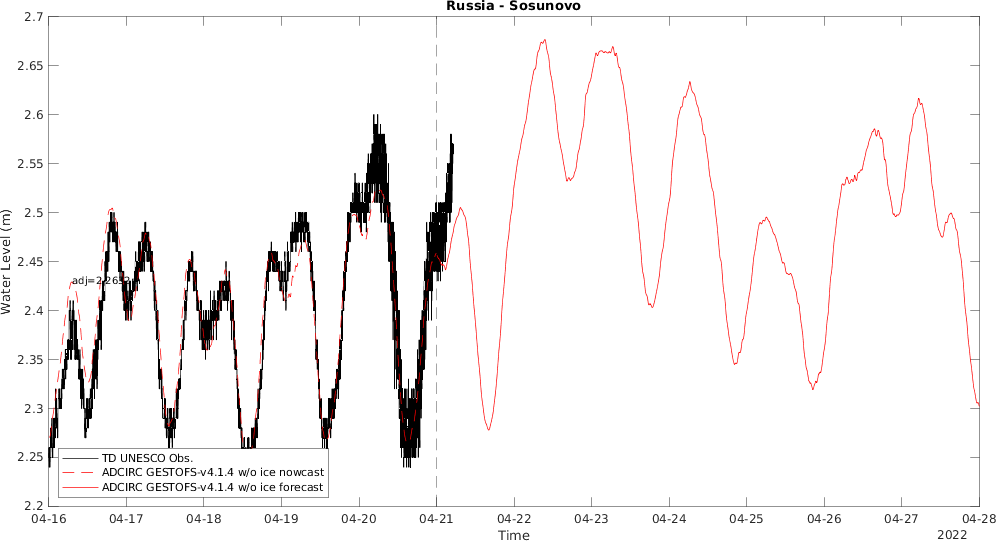 Russia - Sosunovo
2.7
2.65
2.6
2.55
2.5
2.45
2.4
2.35
2.3
2.25
2.2
Water Level (m)
TD UNESCO Obs.
ADCIRC GESTOFS-v4.1.4 w/o ice nowcast
ADCIRC GESTOFS-v4.1.4 w/o ice forecast
04-16 04-17 04-18 04-19 04-20 04-21 04-22 04-23 04-24 04-25 04-26 04-27 04-28
Time
2022